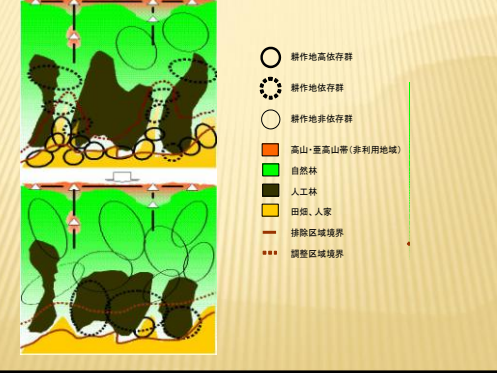 耕作地高依存群
耕作地依存群
耕作地非依存群
高山・亜高山帯(非利用地域)
自然林
人工林
田畑、人家
排除区域境界
調整区域境界